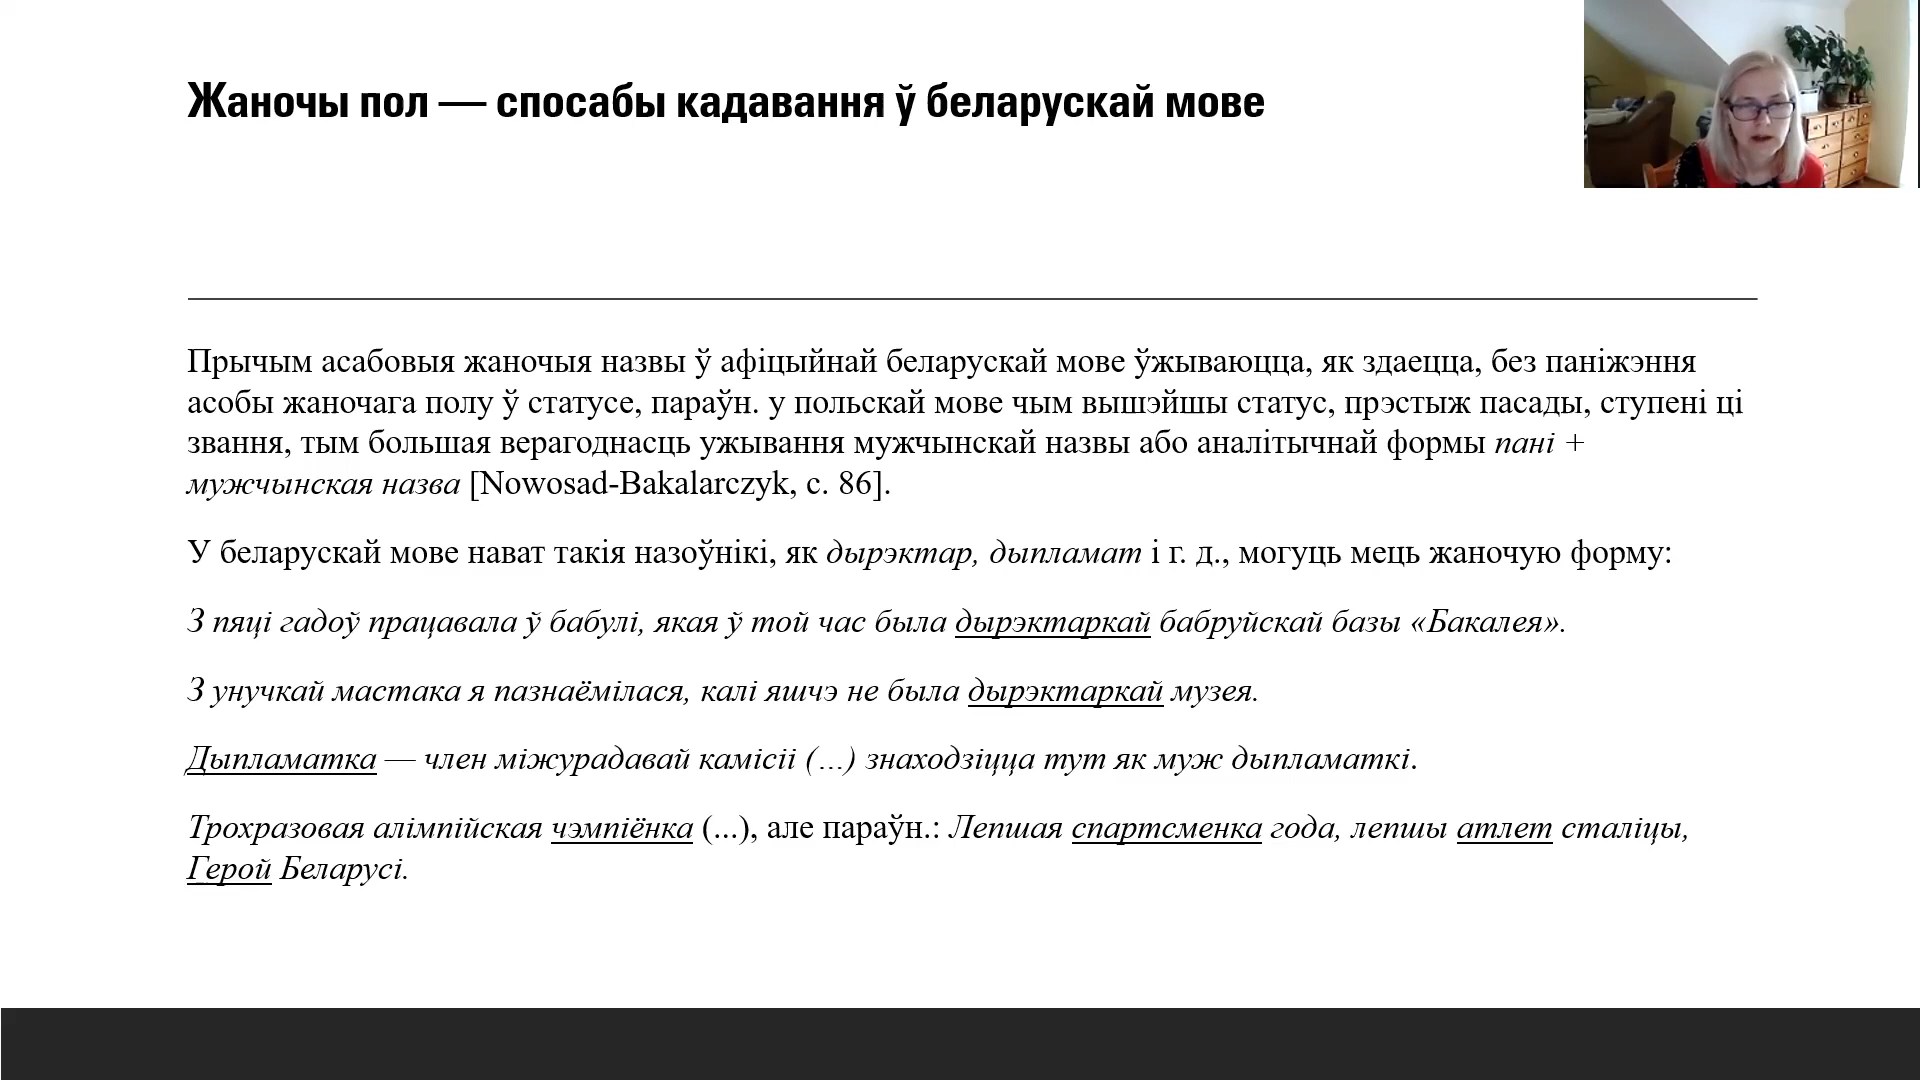 Жаночы пол — спосабы кадавання ў беларускай мове
Прычым асабовыя жаночыя назвы ў афіцыйнай беларускай мове ўжываюцца, як здаецца, без паніжэння
асобы жаночага полу ў статусе, параўн. у польскай мове чым вышэйшы статус, прэстыж пасады, ступені ці
звання, тым большая верагоднасць ужывання мужчынскай назвы або аналітычнай формы пані +
мужчынская назва [Nowosad-Bakalarczyk, с. 86].
У беларускай мове нават такія назоўнікі, як дырэктар, дыпламат і г. д., могуць мець жаночую форму:
З пяці гадоў працавала ў бабулі, якая ў той час была дырэктаркай бабруйскай базы «Бакалея».
З унучкай мастака я пазнаёмілася, калі яшчэ не была дырэктаркай музея.
Дыпламатка — член міжурадавай камісіі (...) знаходзіцца тут як муж дыпламаткі.
Трохразовая алімпійская чэмпіёнка (...), але параўн.: Лепшая спартсменка года, лепшы атлет сталіцы,
Герой Беларусі.